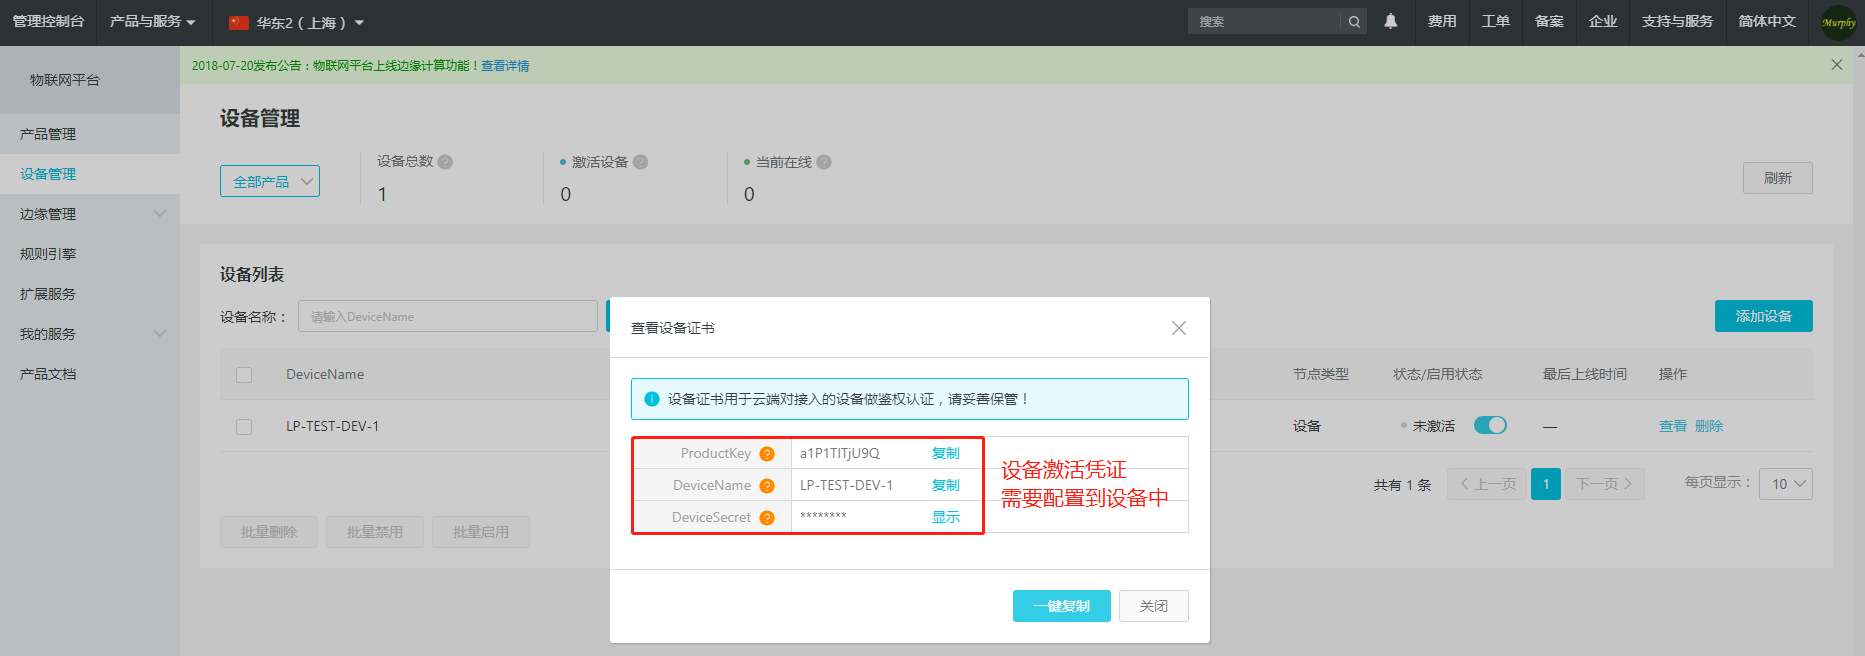 管理控制台 产品与服务 华东2（上海） 搜索 费用 工单 备案 企业 支持与服务 简体中文 Murphy
物联网平台
产品管理
设备管理
边缘管理
规则引擎
扩展服务
我的服务
产品文档
2018-07-20发布公告：物联网平台上线边缘计算功能！查看详情
设备管理
全部产品
设备总数 ?
1
激活设备 ?
0
当前在线 ?
0
刷新
设备列表
设备名称： 请输入DeviceName
添加设备
DeviceName 节点类型 状态/启用状态 最后上线时间 操作
LP-TEST-DEV-1 设备 未激活 — 查看 删除
共有 1 条 上一页 1 下一页 每页显示： 10
批量删除 批量禁用 批量启用
查看设备证书
设备证书用于云端对接入的设备做鉴权认证，请妥善保管！
ProductKey ? a1P1TITjU9Q 复制
DeviceName ? LP-TEST-DEV-1 复制
DeviceSecret ? ******** 显示
设备激活凭证
需要配置到设备中
一键复制 关闭